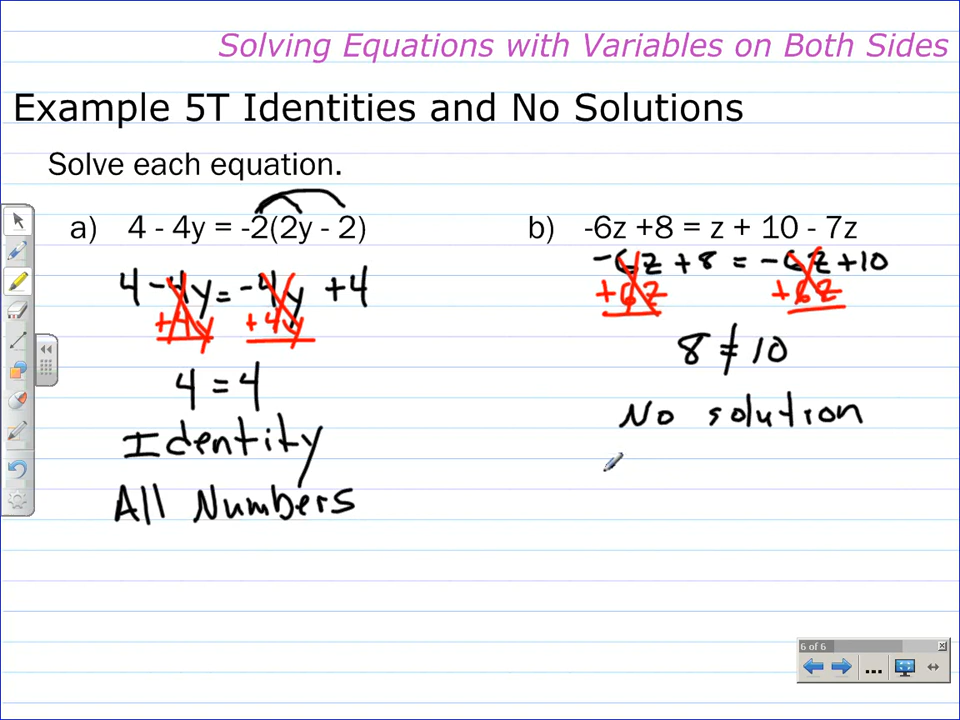 Solving Equations with Variables on Both Sides
Example 5T Identities and No Solutions
Solve each equation.
a) 4 - 4y = -2(2y - 2)
4 - 4y = - 4y + 4
+4y +4y
4 = 4
Identity
All Numbers
b) -6z +8 = z + 10 - 7z
-6z + 8 = -6z + 10
+6z +6z
8 ≠ 10
No solution
6 of 6
...